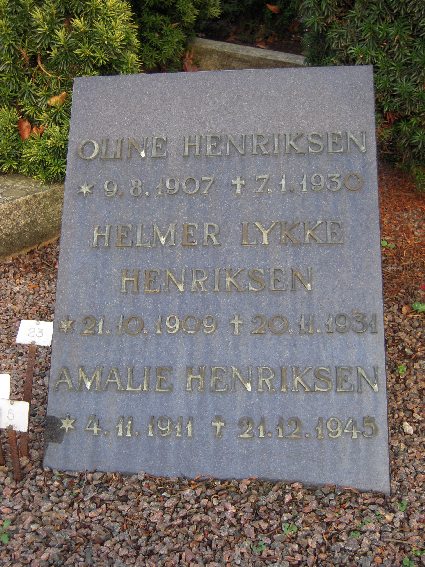 OLINE HENRIKSEN
* 9.8.1907 † 7.1.1930
HELMER LYKKE
HENRIKSEN
* 21.10.1909 † 20.11.1931
AMALIE HENRIKSEN
* 4.11.1911 † 21.12.1945